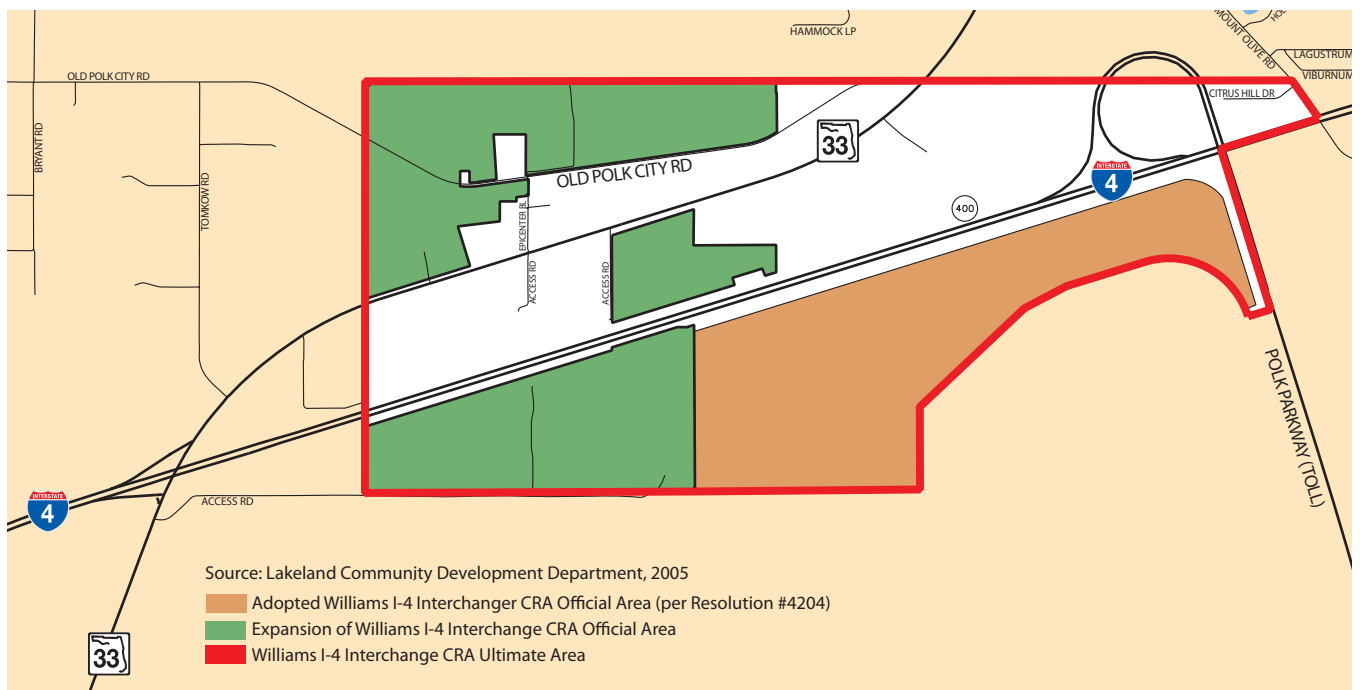 HAMMOCK LP
MOUNT OLIVE RD
LAGUSTRUM
VIBURNUM
OLD POLK CITY RD
CITRUS HILL DR
BRYANT RD
33
OLD POLK CITY RD
INTERSTATE
4
TOMKOW RD
400
EPICENTER BL
ACCESS RD
ACCESS RD
POLK PARKWAY (TOLL)
INTERSTATE
4
ACCESS RD
Source: Lakeland Community Development Department, 2005
Adopted Williams I-4 Interchanger CRA Official Area (per Resolution #4204)
Expansion of Williams I-4 Interchange CRA Official Area
33
Williams I-4 Interchange CRA Ultimate Area